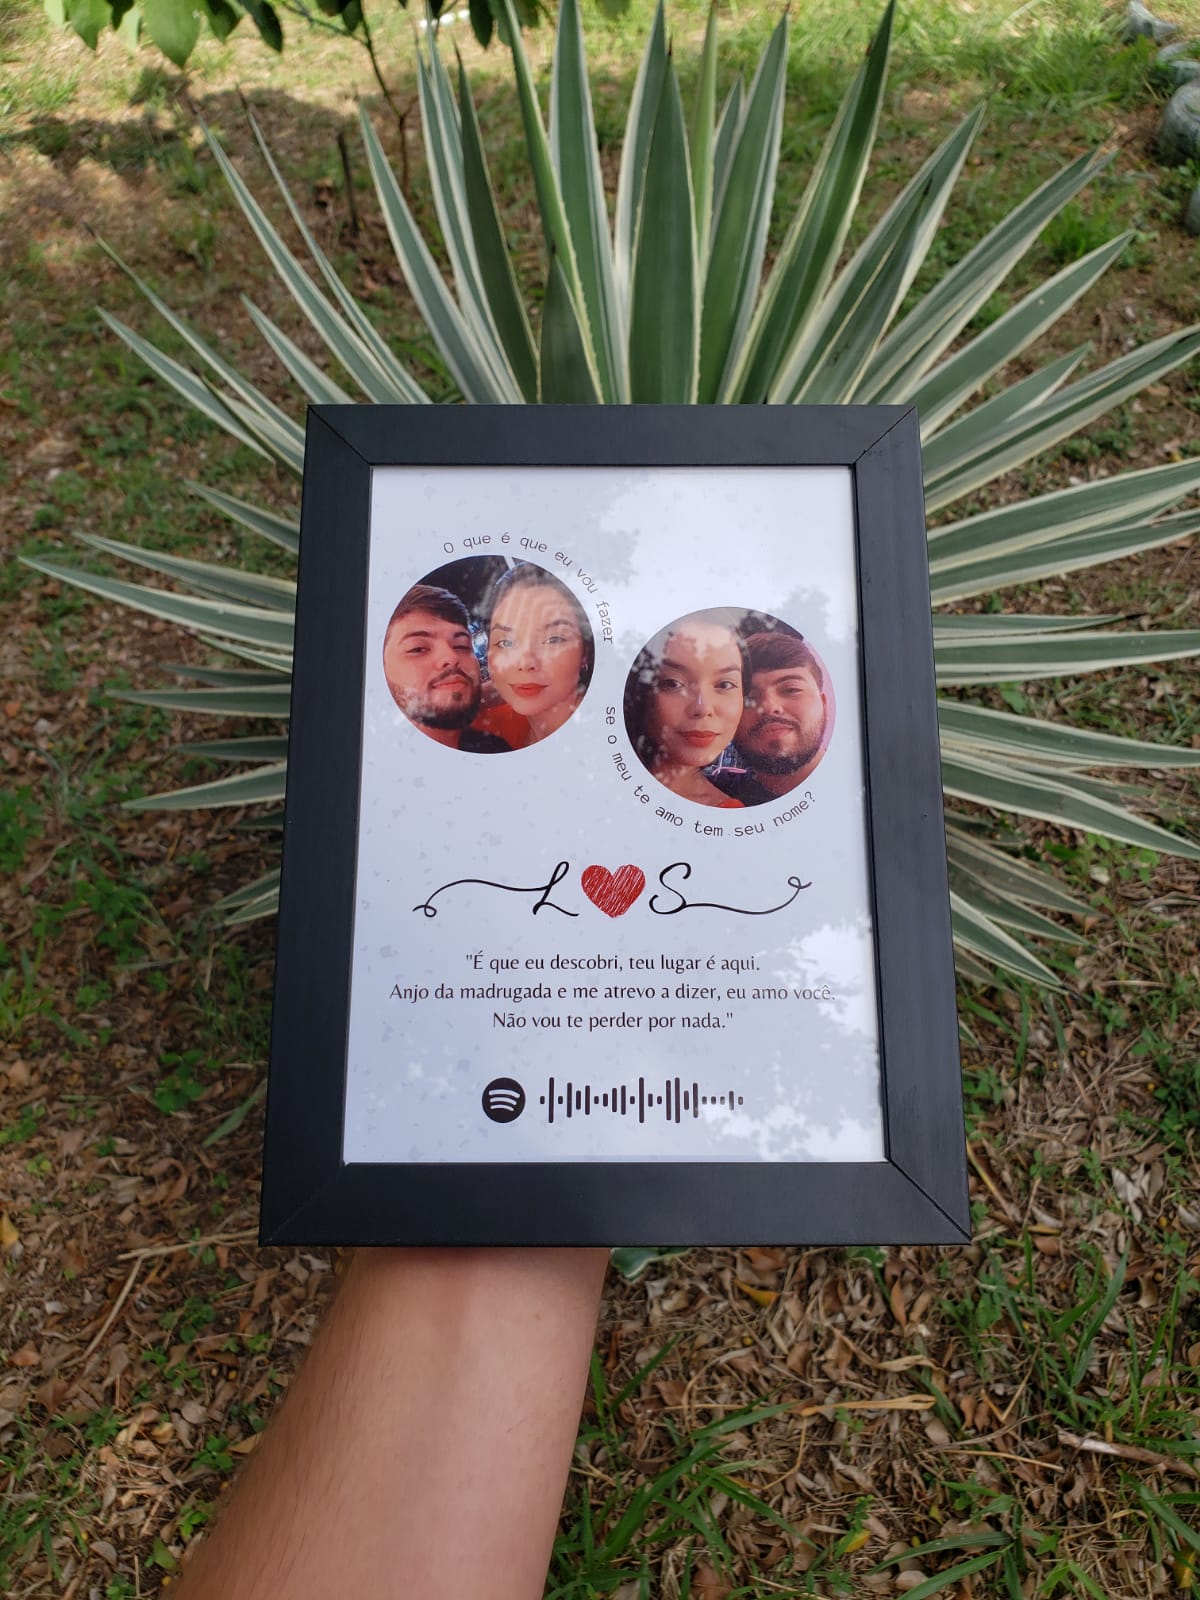 O que é que eu vou fazer
se o meu te amo tem seu nome?
L S
"É que eu descobri, teu lugar é aqui.
Anjo da madrugada e me atrevo a dizer, eu amo você.
Não vou te perder por nada."